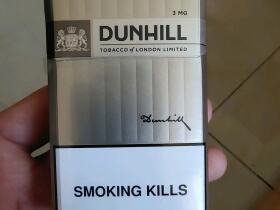 3 MG
DUNHILL
TOBACCO of LONDON LIMITED
Dunhill
SMOKING KILLS